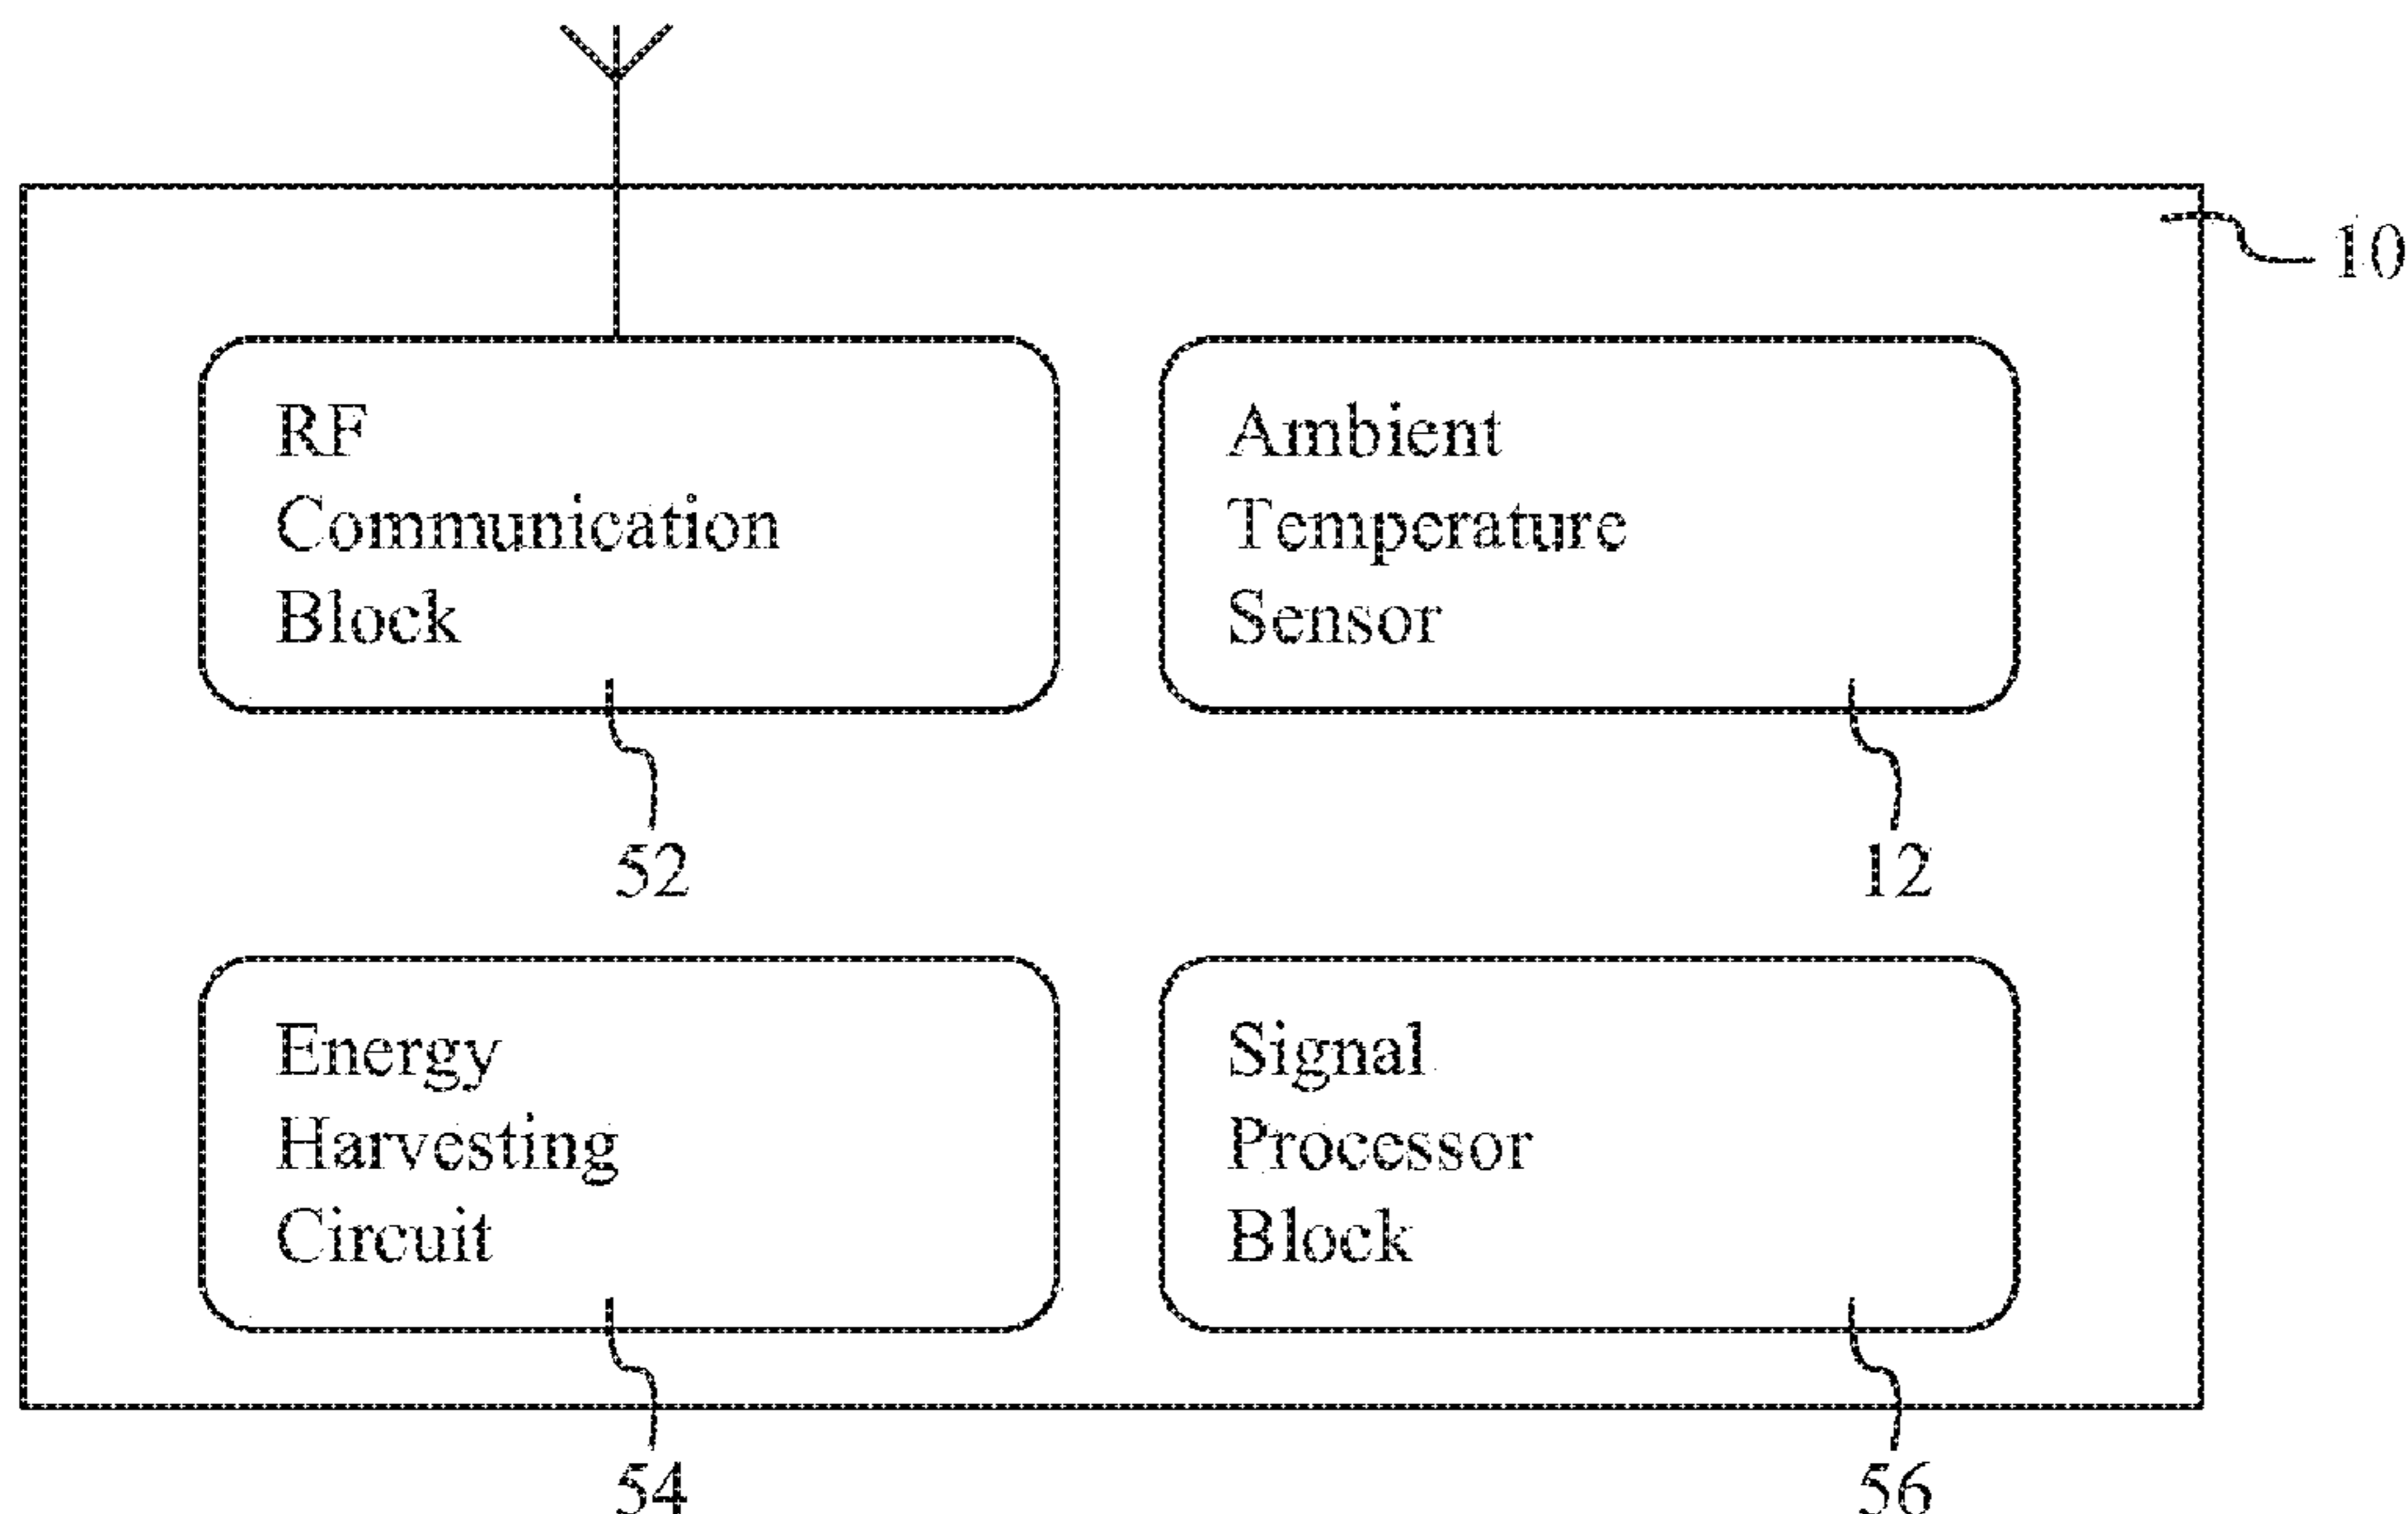 10
RF
Communication
Block
52
Ambient
Temperature
Sensor
12
Energy
Harvesting
Circuit
54
Signal
Processor
Block
56